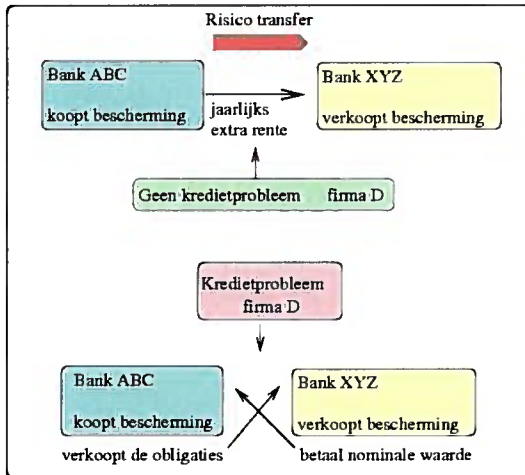 Risico transfer
Bank ABC
koopt bescherming
jaarlijks
extra rente
Bank XYZ
verkoopt bescherming
Geen kredietprobleem firma D
Kredietprobleem
firma D
Bank ABC
koopt bescherming
Bank XYZ
verkoopt bescherming
verkoopt de obligaties
betaal nominale waarde